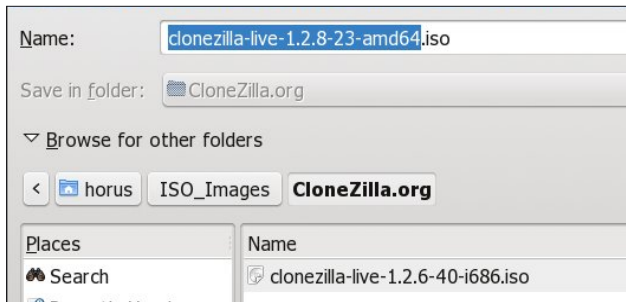 Name: clonezilla-live-1.2.8-23-amd64.iso
Save in folder: CloneZilla.org
Browse for other folders
< horus ISO_Images CloneZilla.org
Places Name
Search clonezilla-live-1.2.6-40-i686.iso